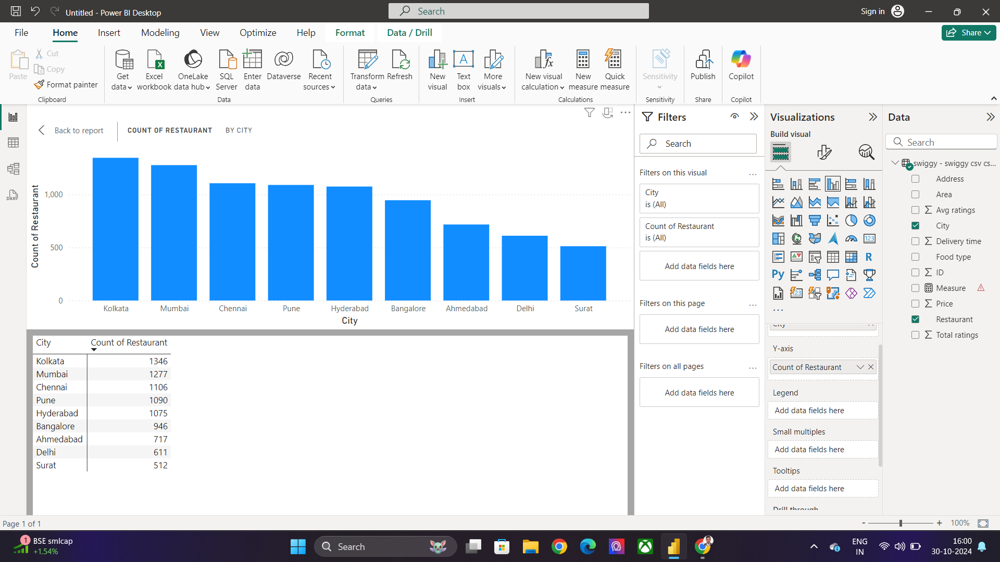 Untitled - Power BI Desktop
Search
Sign in
File
Home
Insert
Modeling
View
Optimize
Help
Format
Data / Drill
Share
Paste
Cut
Copy
Format painter
Clipboard
Get data
Excel workbook
OneLake data hub
SQL Server
Enter data
Dataverse
Recent sources
Data
Transform data
Refresh
Queries
New visual
Text box
More visuals
Insert
New visual calculation
New measure
Quick measure
Calculations
Sensitivity
Sensitivity
Publish
Share
Copilot
Copilot
Back to report
COUNT OF RESTAURANT
BY CITY
Count of Restaurant
1,000
500
0
Kolkata
Mumbai
Chennai
Pune
Hyderabad
Bangalore
Ahmedabad
Delhi
Surat
City
City Count of Restaurant
Kolkata 1346
Mumbai 1277
Chennai 1106
Pune 1090
Hyderabad 1075
Bangalore 946
Ahmedabad 717
Delhi 611
Surat 512
Filters
Search
Filters on this visual ...
City
is (All)
Count of Restaurant
is (All)
Add data fields here
Filters on this page ...
Add data fields here
Filters on all pages ...
Add data fields here
Visualizations
Build visual
123
R
Py
123
...
City
Y-axis
Count of Restaurant
Legend
Add data fields here
Small multiples
Add data fields here
Tooltips
Add data fields here
Drill through
Data
Search
swiggy - swiggy csv cs...
Address
Area
Avg ratings
City
Delivery time
Food type
ID
Measure
Price
Restaurant
Total ratings
DAX
Page 1 of 1
- + 100%
1
BSE smlcap
+1.54%
Search
ENG
IN
16:00
30-10-2024